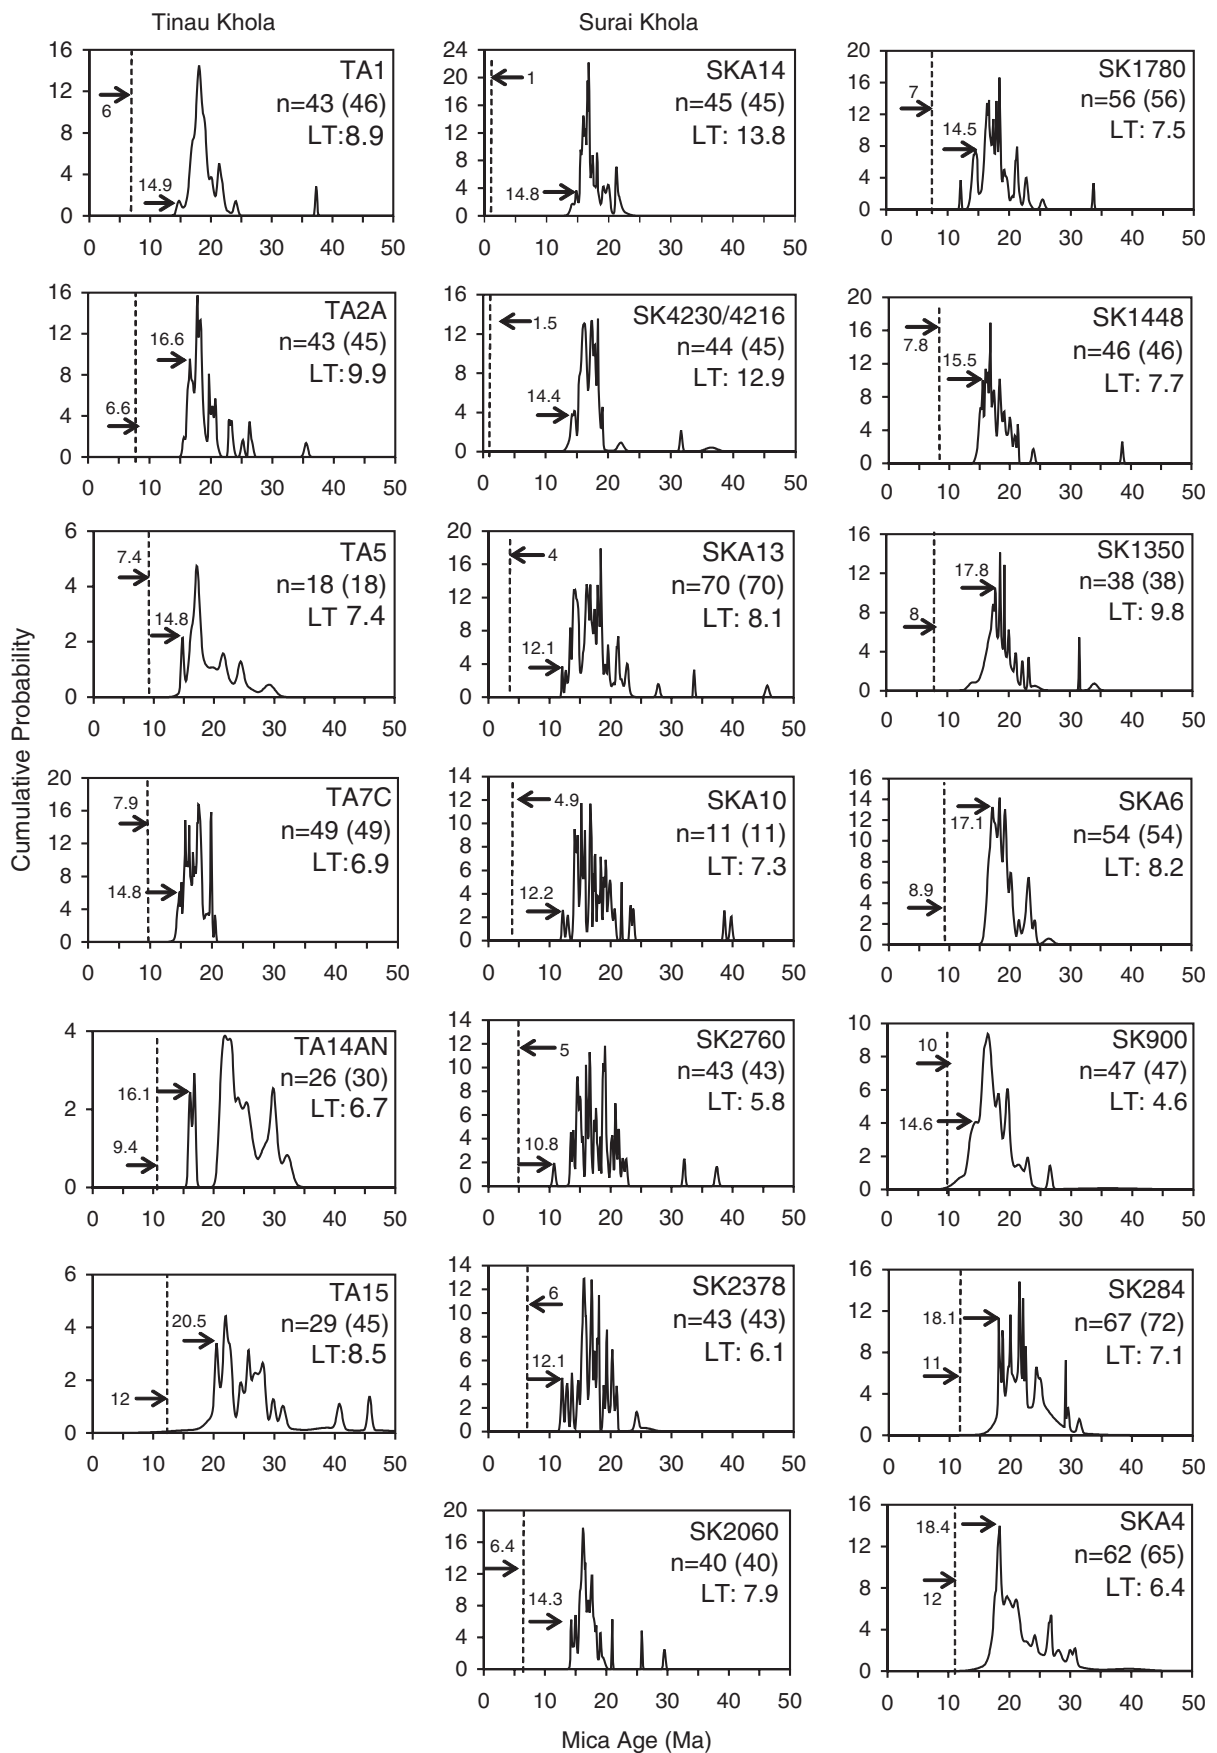 Tinau Khola
Surai Khola
Cumulative Probability
16
12
8
4
0
TA1
n=43 (46)
LT:8.9
6
14.9
0 10 20 30 40 50
24
20
16
12
8
4
0
SKA14
n=45 (45)
LT: 13.8
1
14.8
0 10 20 30 40 50
20
16
12
8
4
0
SK1780
n=56 (56)
LT: 7.5
7
14.5
0 10 20 30 40 50
16
12
8
4
0
TA2A
n=43 (45)
LT:9.9
16.6
6.6
0 10 20 30 40 50
16
12
8
4
0
SK4230/4216
n=44 (45)
LT: 12.9
1.5
14.4
0 10 20 30 40 50
20
16
12
8
4
0
SK1448
n=46 (46)
LT: 7.7
7.8
15.5
0 10 20 30 40 50
6
4
2
0
TA5
n=18 (18)
LT 7.4
7.4
14.8
0 10 20 30 40 50
20
16
12
8
4
0
SKA13
n=70 (70)
LT: 8.1
4
12.1
0 10 20 30 40 50
16
12
8
4
0
SK1350
n=38 (38)
LT: 9.8
17.8
8
0 10 20 30 40 50
20
16
12
8
4
0
TA7C
n=49 (49)
LT:6.9
7.9
14.8
0 10 20 30 40 50
14
12
10
8
6
4
2
0
SKA10
n=11 (11)
LT: 7.3
4.9
12.2
0 10 20 30 40 50
16
14
12
10
8
6
4
2
0
SKA6
n=54 (54)
LT: 8.2
17.1
8.9
0 10 20 30 40 50
4
2
0
TA14AN
n=26 (30)
LT:6.7
16.1
9.4
0 10 20 30 40 50
14
12
10
8
6
4
2
0
SK2760
n=43 (43)
LT: 5.8
5
10.8
0 10 20 30 40 50
10
8
6
4
2
0
SK900
n=47 (47)
LT: 4.6
10
14.6
0 10 20 30 40 50
6
4
2
0
TA15
n=29 (45)
LT:8.5
20.5
12
0 10 20 30 40 50
14
12
10
8
6
4
2
0
SK2378
n=43 (43)
LT: 6.1
6
12.1
0 10 20 30 40 50
16
12
8
4
0
SK284
n=67 (72)
LT: 7.1
18.1
11
0 10 20 30 40 50
20
16
12
8
4
0
SK2060
n=40 (40)
LT: 7.9
6.4
14.3
0 10 20 30 40 50
16
12
8
4
0
SKA4
n=62 (65)
LT: 6.4
18.4
12
0 10 20 30 40 50
Mica Age (Ma)